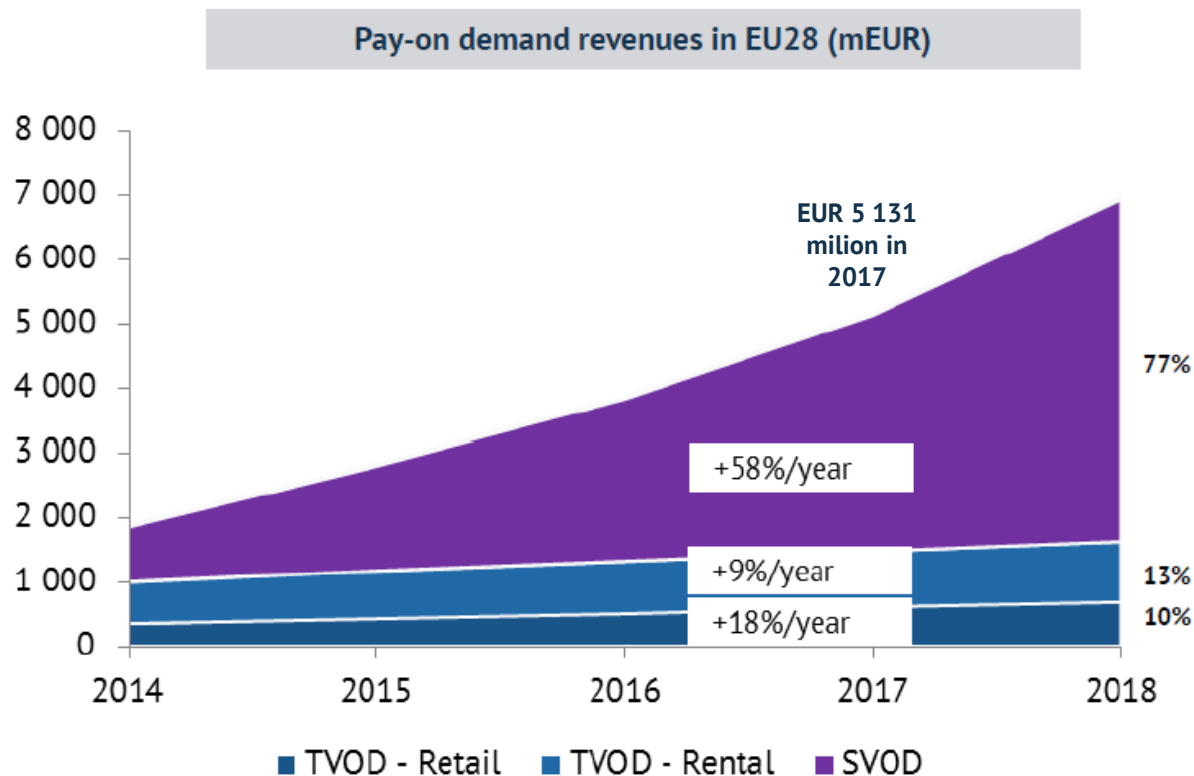 Pay-on demand revenues in EU28 (mEUR)
8 000
7 000
6 000
5 000
4 000
3 000
2 000
1 000
0
EUR 5 131
milion in
2017
+58%/year
+9%/year
+18%/year
77%
13%
10%
2014 2015 2016 2017 2018
TVOD - Retail TVOD - Rental SVOD